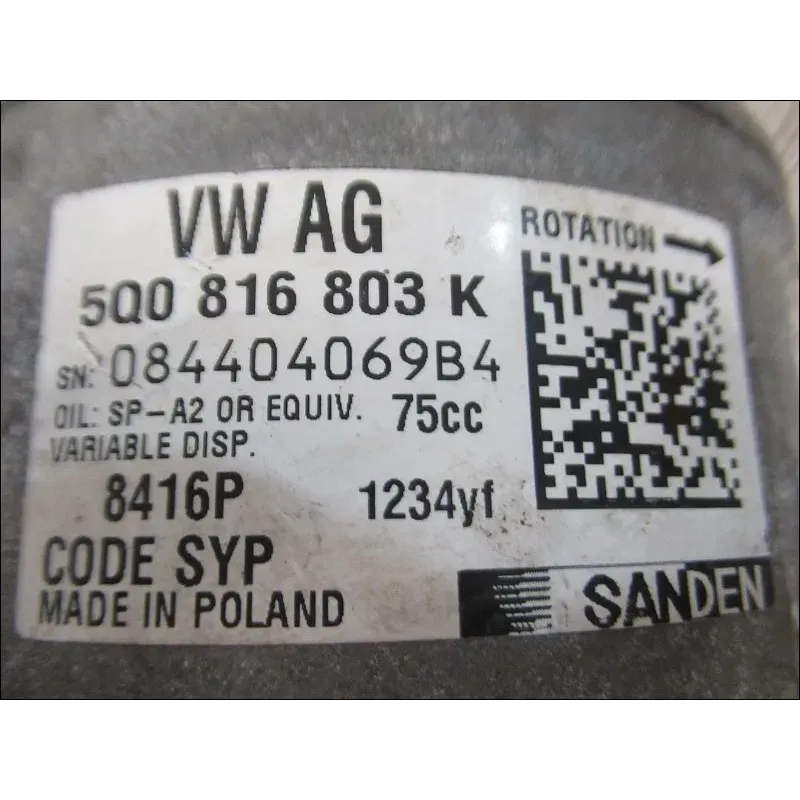 VW AG
ROTATION
5Q0 816 803 K
SN: 084404069B4
OIL: SP-A2 OR EQUIV. 75cc
VARIABLE DISP.
8416P 1234yf
CODE SYP
MADE IN POLAND
SANDEN